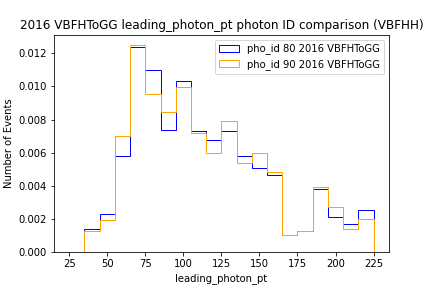 2016 VBFHToGG leading_photon_pt photon ID comparison (VBFHH)
pho_id 80 2016 VBFHToGG
pho_id 90 2016 VBFHToGG
Number of Events
0.012
0.010
0.008
0.006
0.004
0.002
0.000
25 50 75 100 125 150 175 200 225
leading_photon_pt